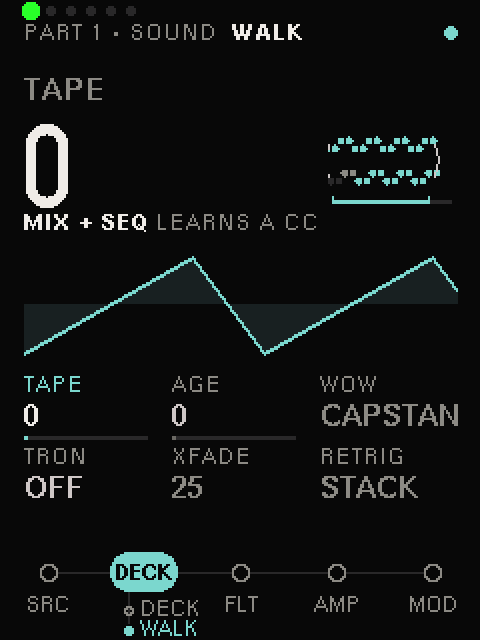 PART 1 · SOUND WALK
TAPE
0
MIX + SEQ LEARNS A CC
TAPE AGE WOW
0 0 CAPSTAN
TRON XFADE RETRIG
OFF 25 STACK
SRC DECK FLT AMP MOD
DECK
WALK